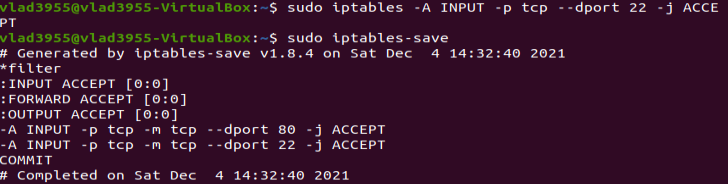 vlad3955@vlad3955-VirtualBox:~$ sudo iptables -A INPUT -p tcp --dport 22 -j ACCE
PT
vlad3955@vlad3955-VirtualBox:~$ sudo iptables-save
# Generated by iptables-save v1.8.4 on Sat Dec  4 14:32:40 2021
*filter
:INPUT ACCEPT [0:0]
:FORWARD ACCEPT [0:0]
:OUTPUT ACCEPT [0:0]
-A INPUT -p tcp -m tcp --dport 80 -j ACCEPT
-A INPUT -p tcp -m tcp --dport 22 -j ACCEPT
COMMIT
# Completed on Sat Dec  4 14:32:40 2021